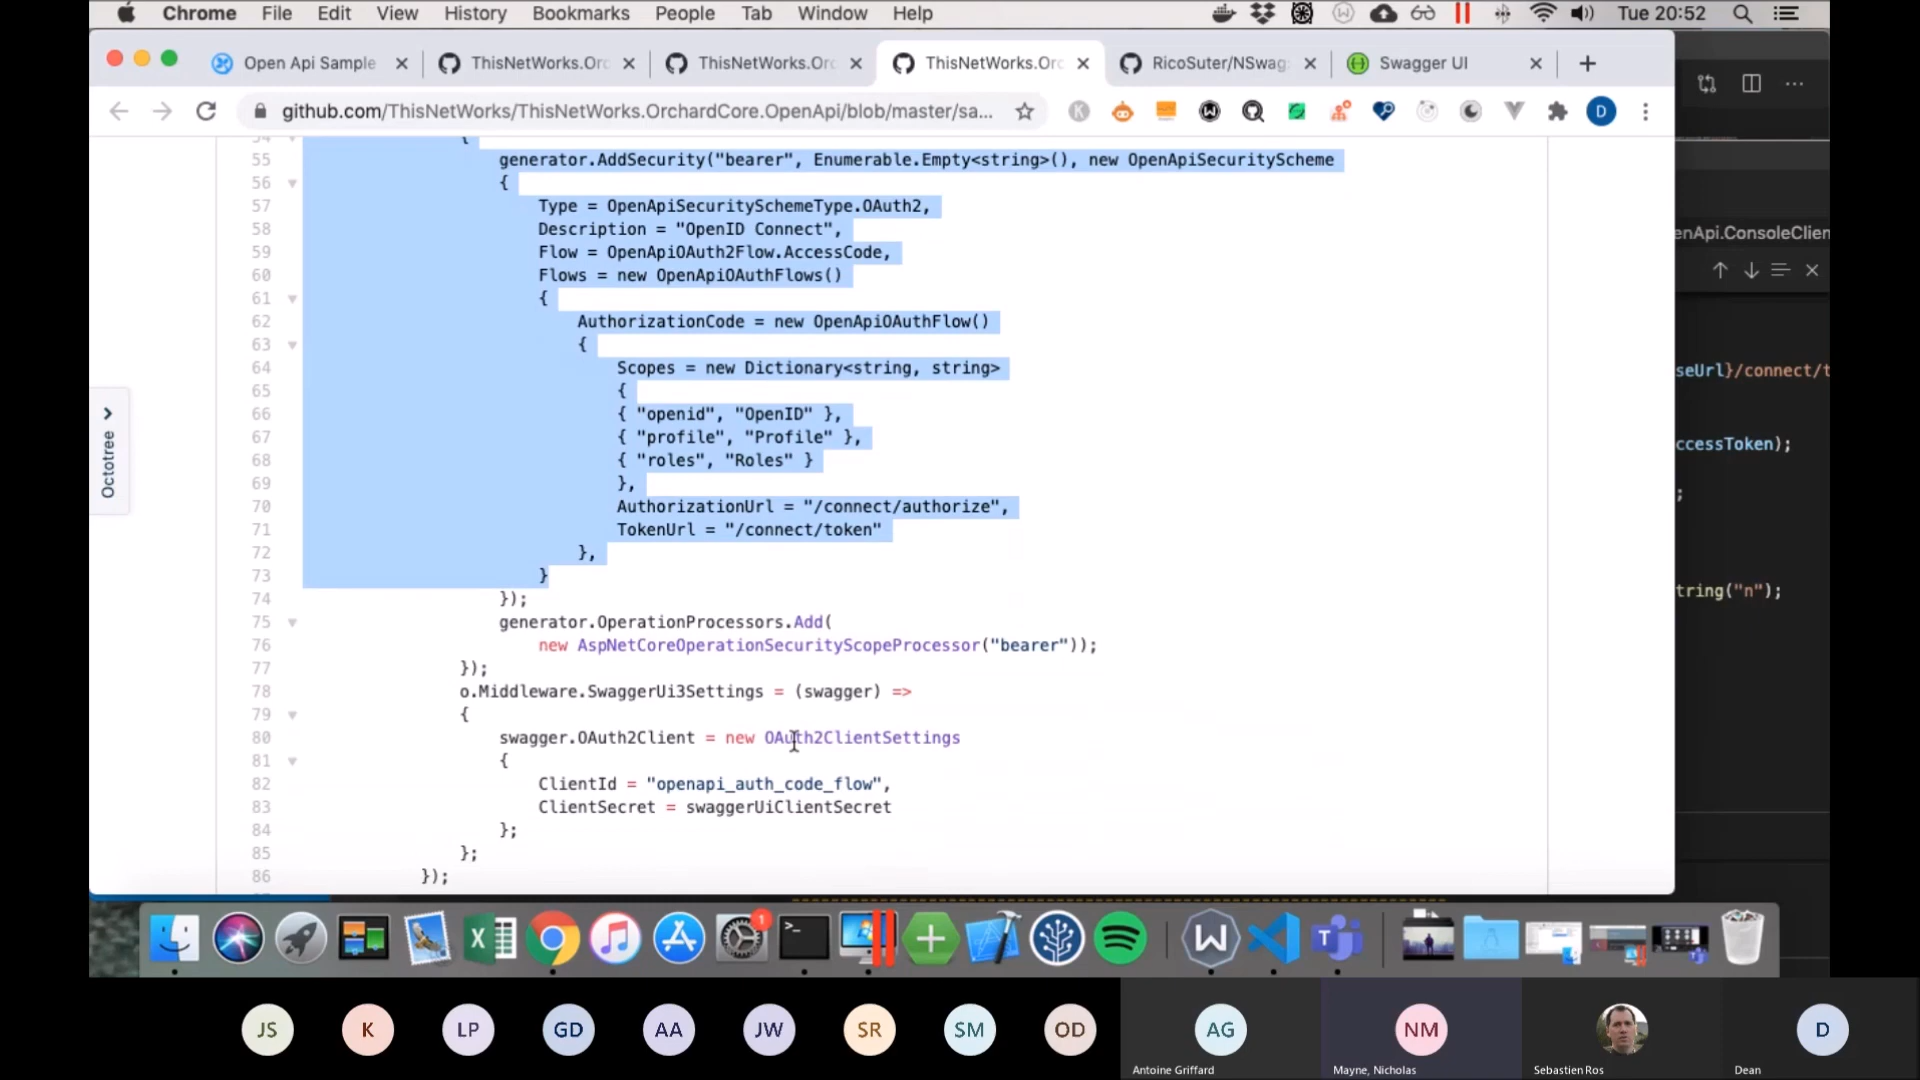 Chrome File Edit View History Bookmarks People Tab Window Help Tue 20:52
Open Api Sample ThisNetWorks.Orc ThisNetWorks.Orc ThisNetWorks.Orc RicoSuter/NSwag: Swagger UI
github.com/ThisNetWorks/ThisNetWorks.OrchardCore.OpenApi/blob/master/sa... D
54 {
55 generator.AddSecurity("bearer", Enumerable.Empty<string>(), new OpenApiSecurityScheme
56 {
57 Type = OpenApiSecuritySchemeType.OAuth2,
58 Description = "OpenID Connect",
59 Flow = OpenApiOAuth2Flow.AccessCode,
60 Flows = new OpenApiOAuthFlows()
61 {
62 AuthorizationCode = new OpenApiOAuthFlow()
63 {
64 Scopes = new Dictionary<string, string>
65 {
66 { "openid", "OpenID" },
67 { "profile", "Profile" },
68 { "roles", "Roles" }
69 },
70 AuthorizationUrl = "/connect/authorize",
71 TokenUrl = "/connect/token"
72 },
73 }
74 });
75 generator.OperationProcessors.Add(
76 new AspNetCoreOperationSecurityScopeProcessor("bearer"));
77 });
78 o.Middleware.SwaggerUi3Settings = (swagger) =>
79 {
80 swagger.OAuth2Client = new OAuth2ClientSettings
81 {
82 ClientId = "openapi_auth_code_flow",
83 ClientSecret = swaggerUiClientSecret
84 };
85 };
86 });
Octotree
enApi.ConsoleClien
seUrl}/connect/t
ccessToken);
;
tring("n");
1
JS K LP GD AA JW SR SM OD AG NM D
Antoine Griffard Mayne, Nicholas Sebastien Ros Dean